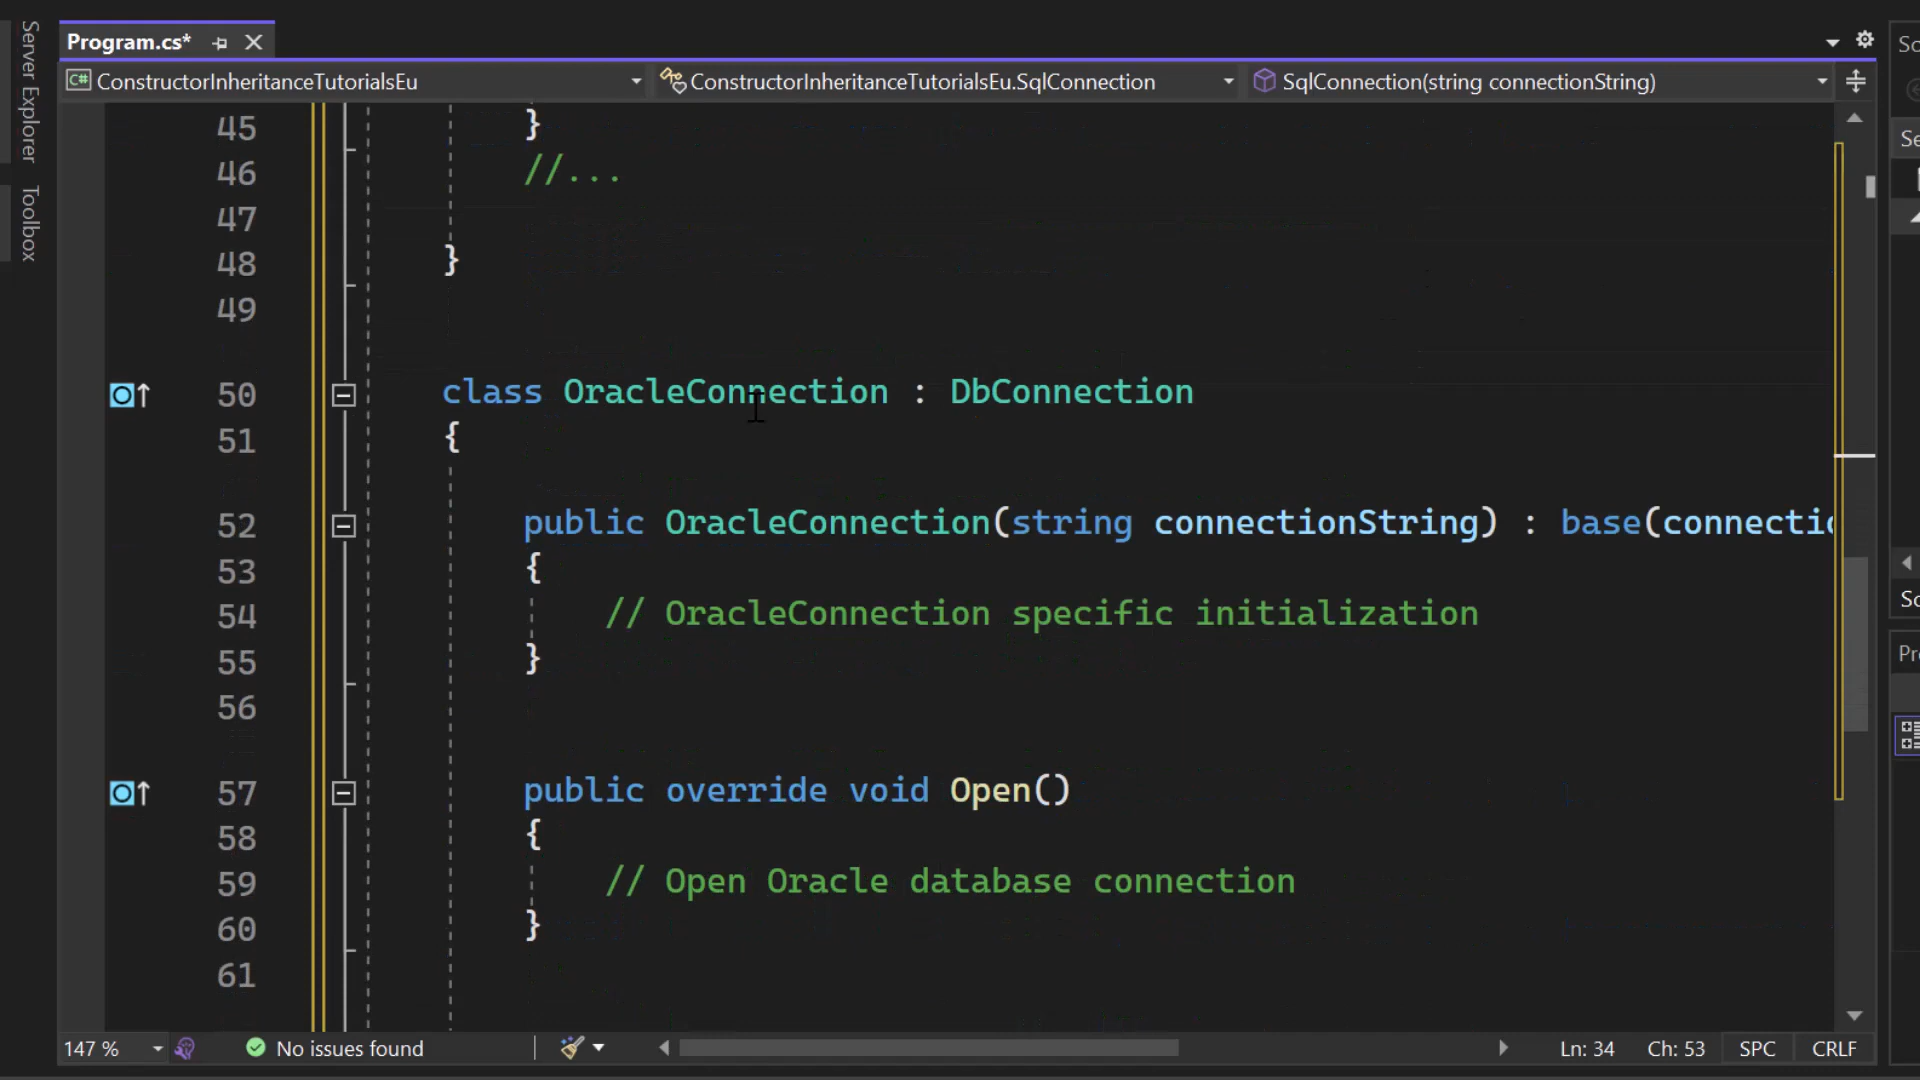 Server Explorer
Toolbox
Program.cs*
ConstructorInheritanceTutorialsEu
ConstructorInheritanceTutorialsEu.SqlConnection
SqlConnection(string connectionString)
45 }
46 //...
47
48 }
49
50 class OracleConnection : DbConnection
51 {
52 public OracleConnection(string connectionString) : base(connectio
53 {
54 // OracleConnection specific initialization
55 }
56
57 public override void Open()
58 {
59 // Open Oracle database connection
60 }
61
147 %
No issues found
Ln: 34 Ch: 53 SPC CRLF